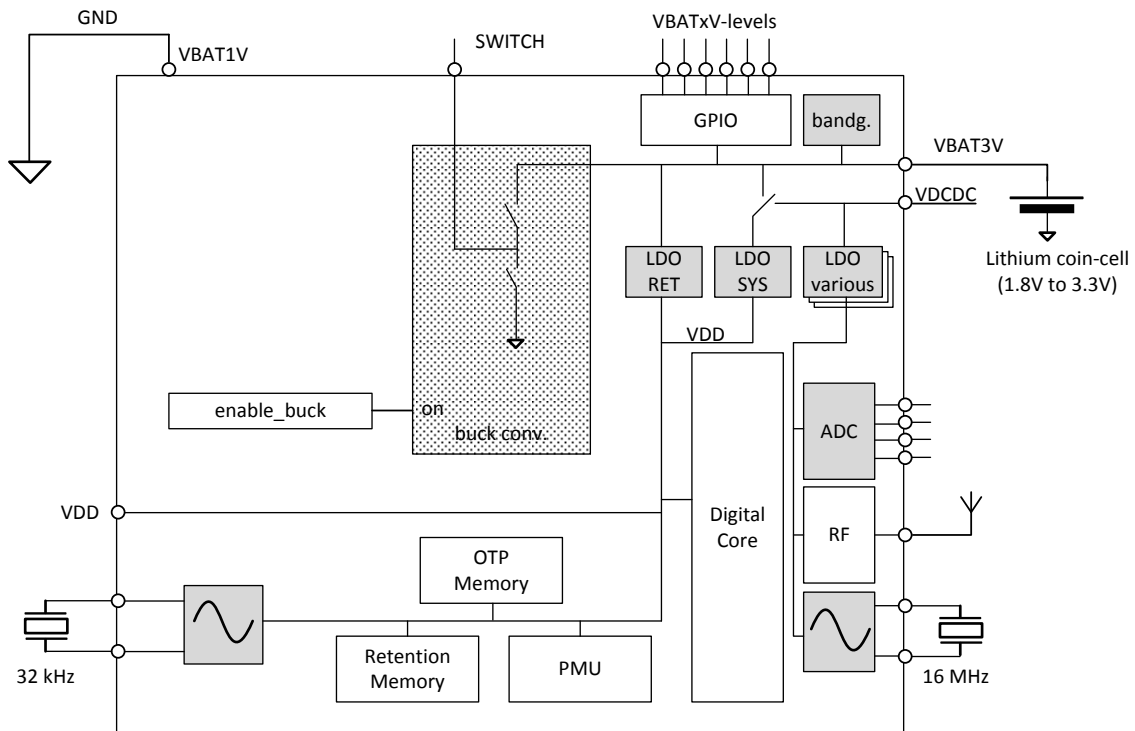 GND
VBAT1V
SWITCH
VBATxV-levels
GPIO
bandg.
VBAT3V
VDCDC
Lithium coin-cell
(1.8V to 3.3V)
LDO
RET
LDO
SYS
LDO
various
VDD
enable_buck
on
buck conv.
ADC
VDD
Digital
Core
RF
OTP
Memory
Retention
Memory
PMU
32 kHz
16 MHz